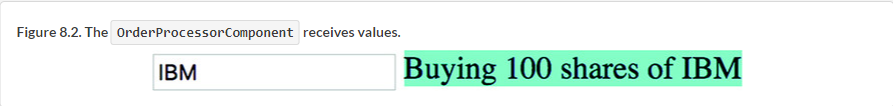 Figure 8.2. The OrderProcessorComponent receives values.
IBM Buying 100 shares of IBM